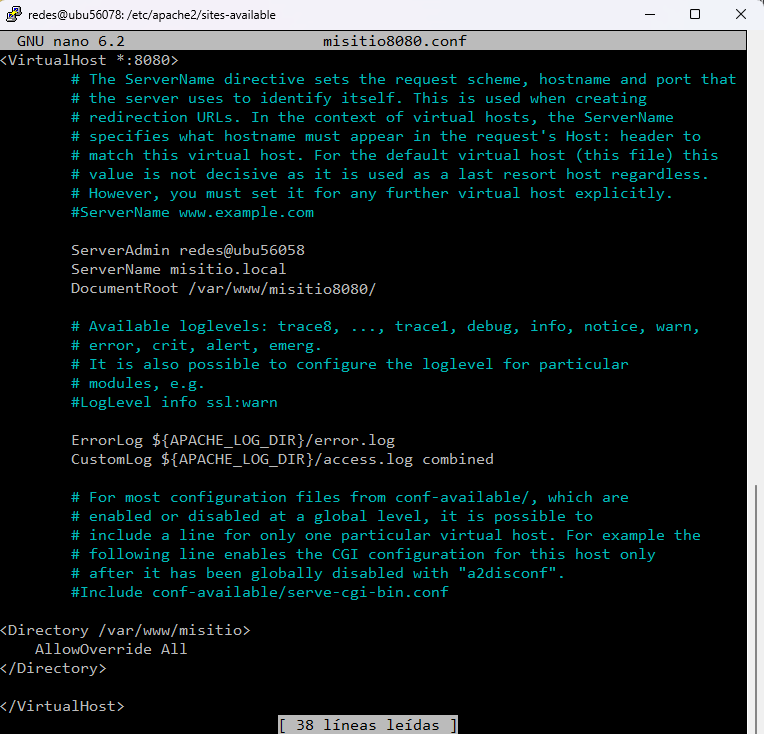 redes@ubu56078: /etc/apache2/sites-available
GNU nano 6.2 misitio8080.conf
<VirtualHost *:8080>
# The ServerName directive sets the request scheme, hostname and port that
# the server uses to identify itself. This is used when creating
# redirection URLs. In the context of virtual hosts, the ServerName
# specifies what hostname must appear in the request's Host: header to
# match this virtual host. For the default virtual host (this file) this
# value is not decisive as it is used as a last resort host regardless.
# However, you must set it for any further virtual host explicitly.
#ServerName www.example.com
ServerAdmin redes@ubu56058
ServerName misitio.local
DocumentRoot /var/www/misitio8080/
# Available loglevels: trace8, ..., trace1, debug, info, notice, warn,
# error, crit, alert, emerg.
# It is also possible to configure the loglevel for particular
# modules, e.g.
#LogLevel info ssl:warn
ErrorLog ${APACHE_LOG_DIR}/error.log
CustomLog ${APACHE_LOG_DIR}/access.log combined
# For most configuration files from conf-available/, which are
# enabled or disabled at a global level, it is possible to
# include a line for only one particular virtual host. For example the
# following line enables the CGI configuration for this host only
# after it has been globally disabled with "a2disconf".
#Include conf-available/serve-cgi-bin.conf
<Directory /var/www/misitio>
AllowOverride All
</Directory>
</VirtualHost>
[ 38 líneas leídas ]